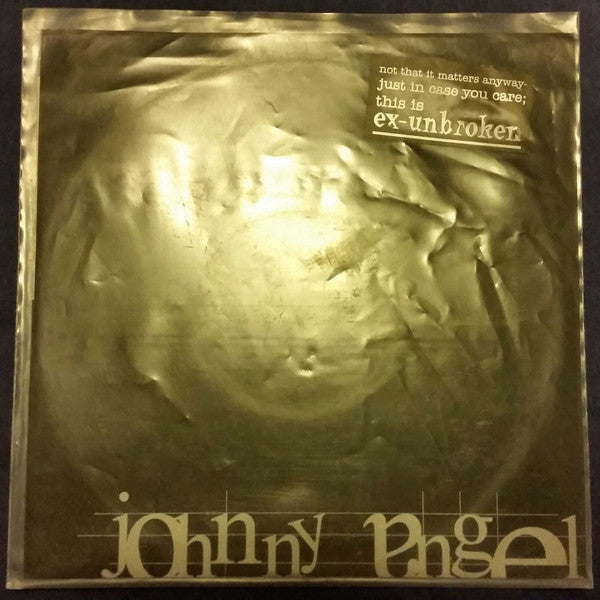 not that it matters anyway-
just in case you care;
this is
ex-unbroken
johnny angel